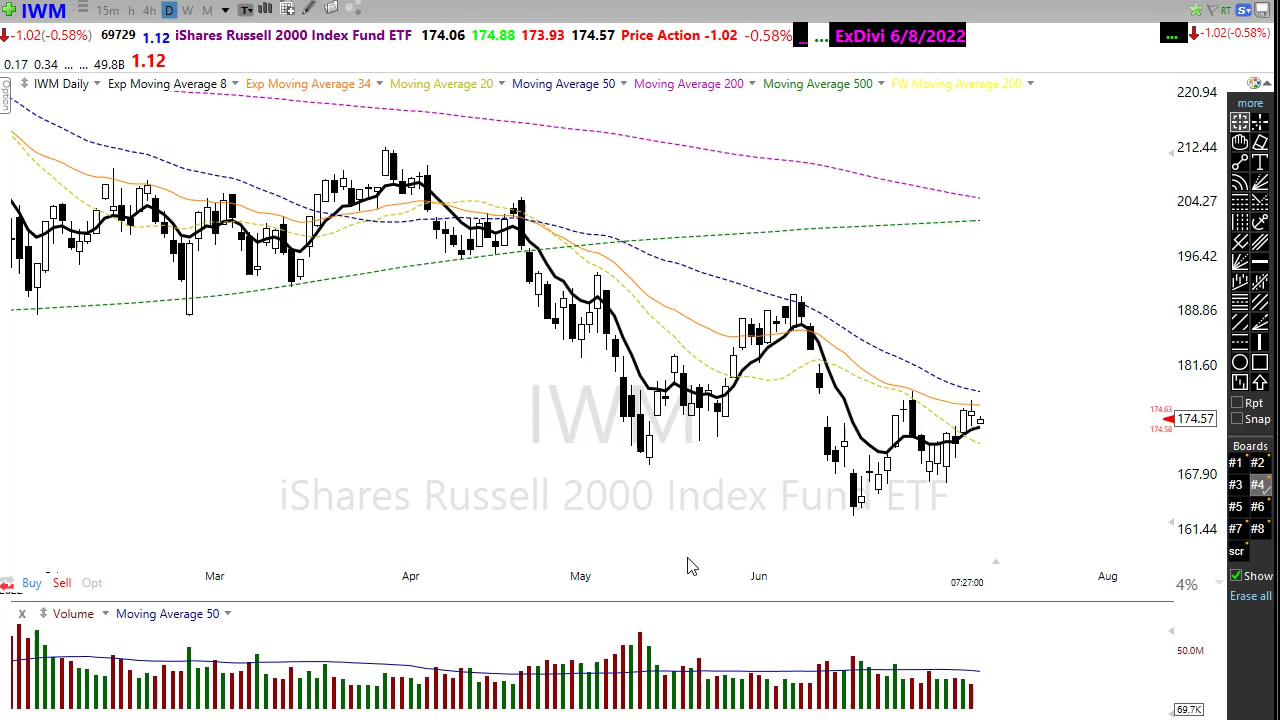 IWM 15m h 4h D W M T RT S
-1.02(-0.58%) 69729 1.12 iShares Russell 2000 Index Fund ETF 174.06 174.88 173.93 174.57 Price Action -1.02 -0.58% ... ... ExDivi 6/8/2022 ... -1.02(-0.58%)
0.17 0.34 ... ... 49.8B 1.12
Option
IWM Daily Exp Moving Average 8 Exp Moving Average 34 Moving Average 20 Moving Average 50 Moving Average 200 Moving Average 500 FW Moving Average 200
220.94
more
212.44
204.27
196.42
188.86
181.60
174.63
174.57
174.58
167.90
161.44
Rpt
Snap
Boards
#1 #2
#3 #4
#5 #6
#7 #8
scr
Show
Erase all
IWM
iShares Russell 2000 Index Fund ETF
Mar Apr May Jun 07:27:00 Aug
Buy Sell Opt 4%
X Volume Moving Average 50
50.0M
69.7K